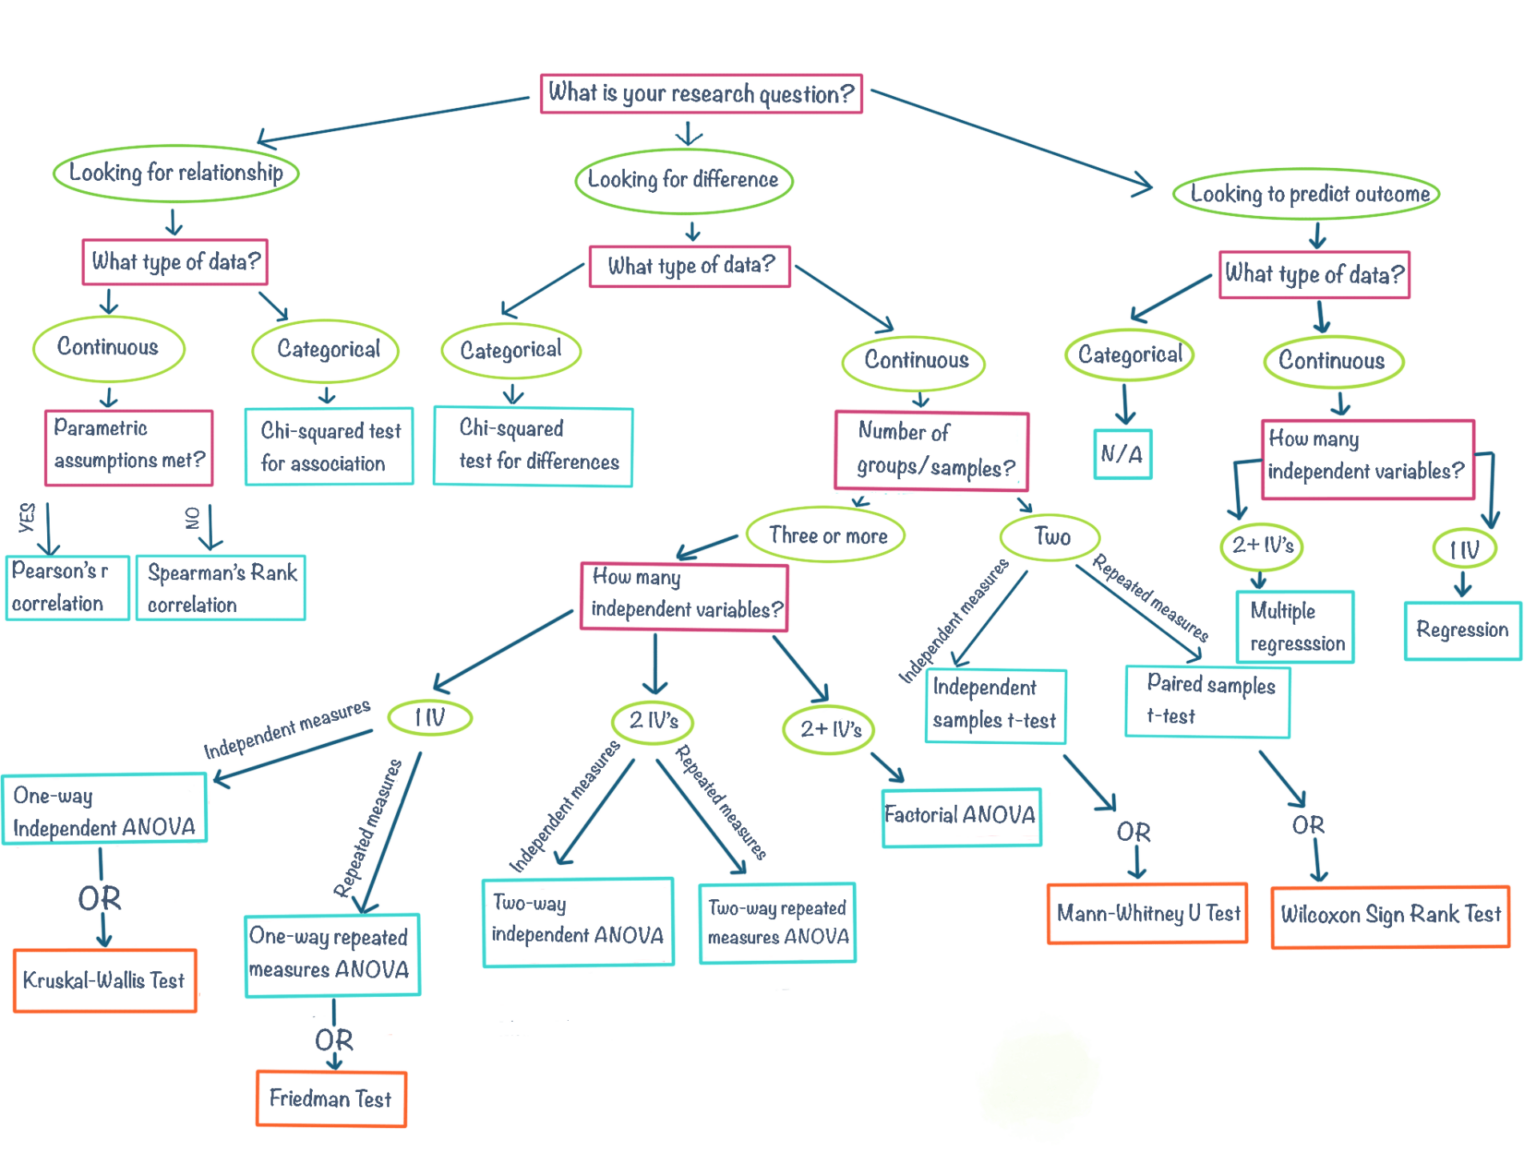 What is your research question?
Looking for relationship
Looking for difference
Looking to predict outcome
What type of data?
What type of data?
What type of data?
Continuous
Categorical
Categorical
Continuous
Categorical
Continuous
Parametric
assumptions met?
Chi-squared test
for association
Chi-squared
test for differences
Number of
groups/samples?
N/A
How many
independent variables?
YES
NO
Three or more
Two
2+ IV's
1 IV
Pearson's r
correlation
Spearman's Rank
correlation
How many
independent variables?
Independent measures
Repeated measures
Multiple
regresssion
Regression
Independent
samples t-test
Paired samples
t-test
1 IV
2 IV's
2+ IV's
Independent measures
Repeated measures
Independent measures
Repeated measures
One-way
Independent ANOVA
Factorial ANOVA
OR
OR
OR
Two-way
independent ANOVA
Two-way repeated
measures ANOVA
Mann-Whitney U Test
Wilcoxon Sign Rank Test
One-way repeated
measures ANOVA
Kruskal-Wallis Test
OR
Friedman Test